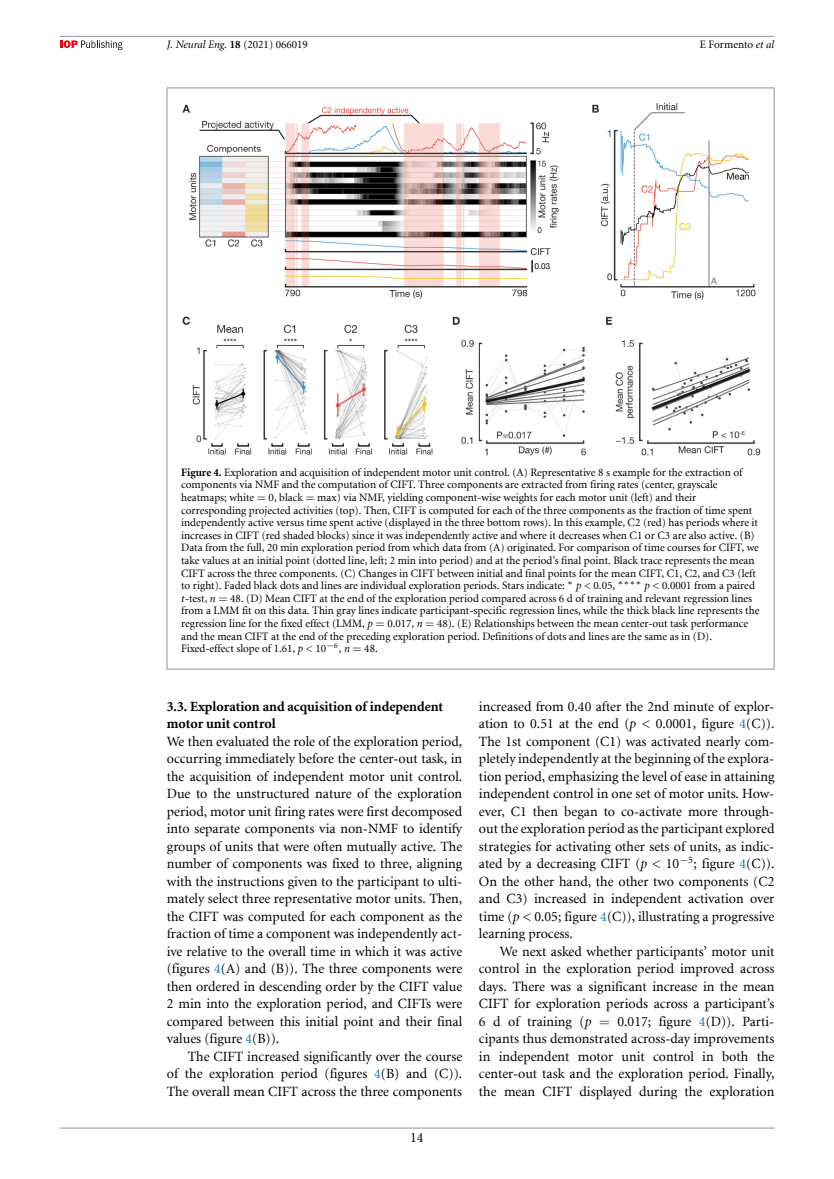 IOP Publishing
J. Neural Eng. 18 (2021) 066019
E Formento et al
A
C2 independently active
Projected activity
Components
Motor units
C1 C2 C3
60
Hz
5
15
Motor unit
firing rates (Hz)
0
CIFT
0.03
790
Time (s)
798
B
Initial
1
C1
Mean
C2
CIFT (a.u.)
C3
0
A
0
Time (s)
1200
C
Mean
C1
C2
C3
****
****
*
****
1
CIFT
0
Initial Final
Initial Final
Initial Final
Initial Final
D
0.9
Mean CIFT
0.1
P=0.017
1
Days (#)
6
E
1.5
Mean CO
performance
−1.5
P < 10-6
0.1
Mean CIFT
0.9
Figure 4. Exploration and acquisition of independent motor unit control. (A) Representative 8 s example for the extraction of
components via NMF and the computation of CIFT. Three components are extracted from firing rates (center, grayscale
heatmaps; white = 0, black = max) via NMF, yielding component-wise weights for each motor unit (left) and their
corresponding projected activities (top). Then, CIFT is computed for each of the three components as the fraction of time spent
independently active versus time spent active (displayed in the three bottom rows). In this example, C2 (red) has periods where it
increases in CIFT (red shaded blocks) since it was independently active and where it decreases when C1 or C3 are also active. (B)
Data from the full, 20 min exploration period from which data from (A) originated. For comparison of time courses for CIFT, we
take values at an initial point (dotted line, left; 2 min into period) and at the period's final point. Black trace represents the mean
CIFT across the three components. (C) Changes in CIFT between initial and final points for the mean CIFT, C1, C2, and C3 (left
to right). Faded black dots and lines are individual exploration periods. Stars indicate: * p < 0.05, **** p < 0.0001 from a paired
t-test, n = 48. (D) Mean CIFT at the end of the exploration period compared across 6 d of training and relevant regression lines
from a LMM fit on this data. Thin gray lines indicate participant-specific regression lines, while the thick black line represents the
regression line for the fixed effect (LMM, p = 0.017, n = 48). (E) Relationships between the mean center-out task performance
and the mean CIFT at the end of the preceding exploration period. Definitions of dots and lines are the same as in (D).
Fixed-effect slope of 1.61, p < 10−6, n = 48.
3.3. Exploration and acquisition of independent
motor unit control
We then evaluated the role of the exploration period,
occurring immediately before the center-out task, in
the acquisition of independent motor unit control.
Due to the unstructured nature of the exploration
period, motor unit firing rates were first decomposed
into separate components via non-NMF to identify
groups of units that were often mutually active. The
number of components was fixed to three, aligning
with the instructions given to the participant to ulti-
mately select three representative motor units. Then,
the CIFT was computed for each component as the
fraction of time a component was independently act-
ive relative to the overall time in which it was active
(figures 4(A) and (B)). The three components were
then ordered in descending order by the CIFT value
2 min into the exploration period, and CIFTs were
compared between this initial point and their final
values (figure 4(B)).
The CIFT increased significantly over the course
of the exploration period (figures 4(B) and (C)).
The overall mean CIFT across the three components
increased from 0.40 after the 2nd minute of explor-
ation to 0.51 at the end (p < 0.0001, figure 4(C)).
The 1st component (C1) was activated nearly com-
pletely independently at the beginning of the explora-
tion period, emphasizing the level of ease in attaining
independent control in one set of motor units. How-
ever, C1 then began to co-activate more through-
out the exploration period as the participant explored
strategies for activating other sets of units, as indic-
ated by a decreasing CIFT (p < 10−5; figure 4(C)).
On the other hand, the other two components (C2
and C3) increased in independent activation over
time (p < 0.05; figure 4(C)), illustrating a progressive
learning process.
We next asked whether participants' motor unit
control in the exploration period improved across
days. There was a significant increase in the mean
CIFT for exploration periods across a participant's
6 d of training (p = 0.017; figure 4(D)). Parti-
cipants thus demonstrated across-day improvements
in independent motor unit control in both the
center-out task and the exploration period. Finally,
the mean CIFT displayed during the exploration
14